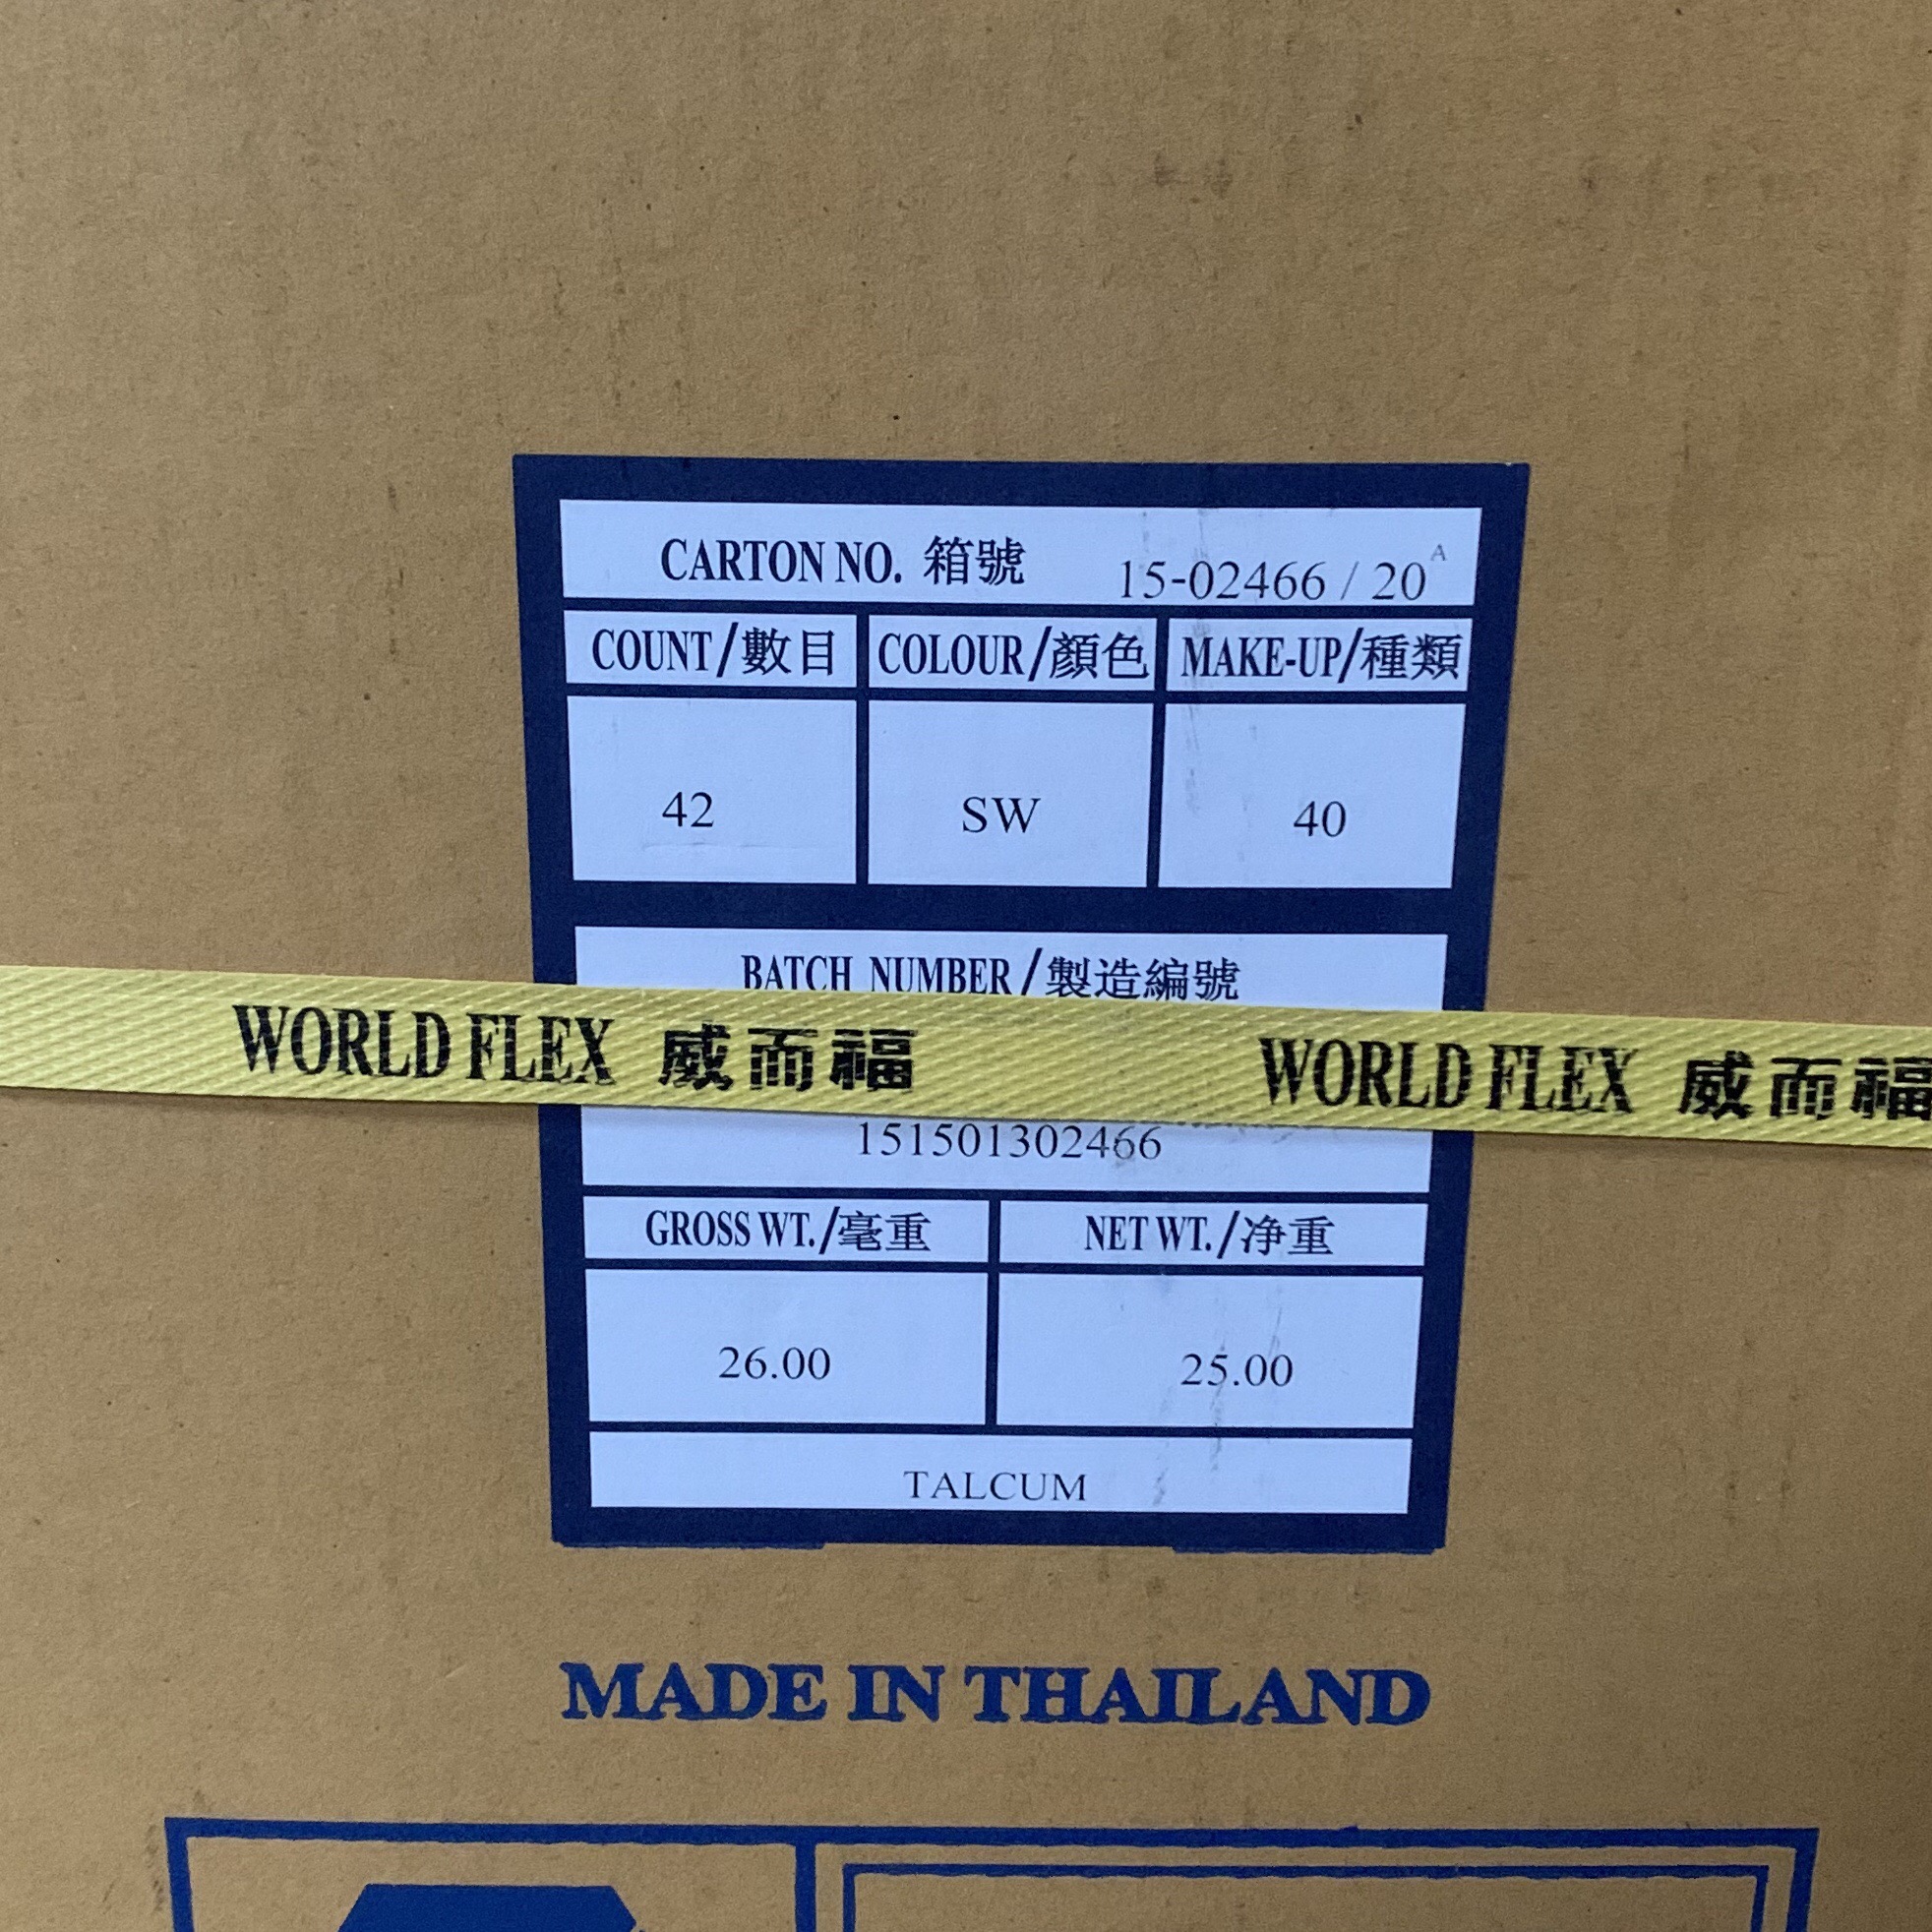 CARTON NO. 箱號 15-02466 / 20 A
COUNT/數目 COLOUR/顏色 MAKE-UP/種類
42 SW 40
BATCH NUMBER/製造編號
WORLD FLEX 威而福 WORLD FLEX 威而福
151501302466
GROSS WT./毫重 NET WT./净重
26.00 25.00
TALCUM
MADE IN THAILAND